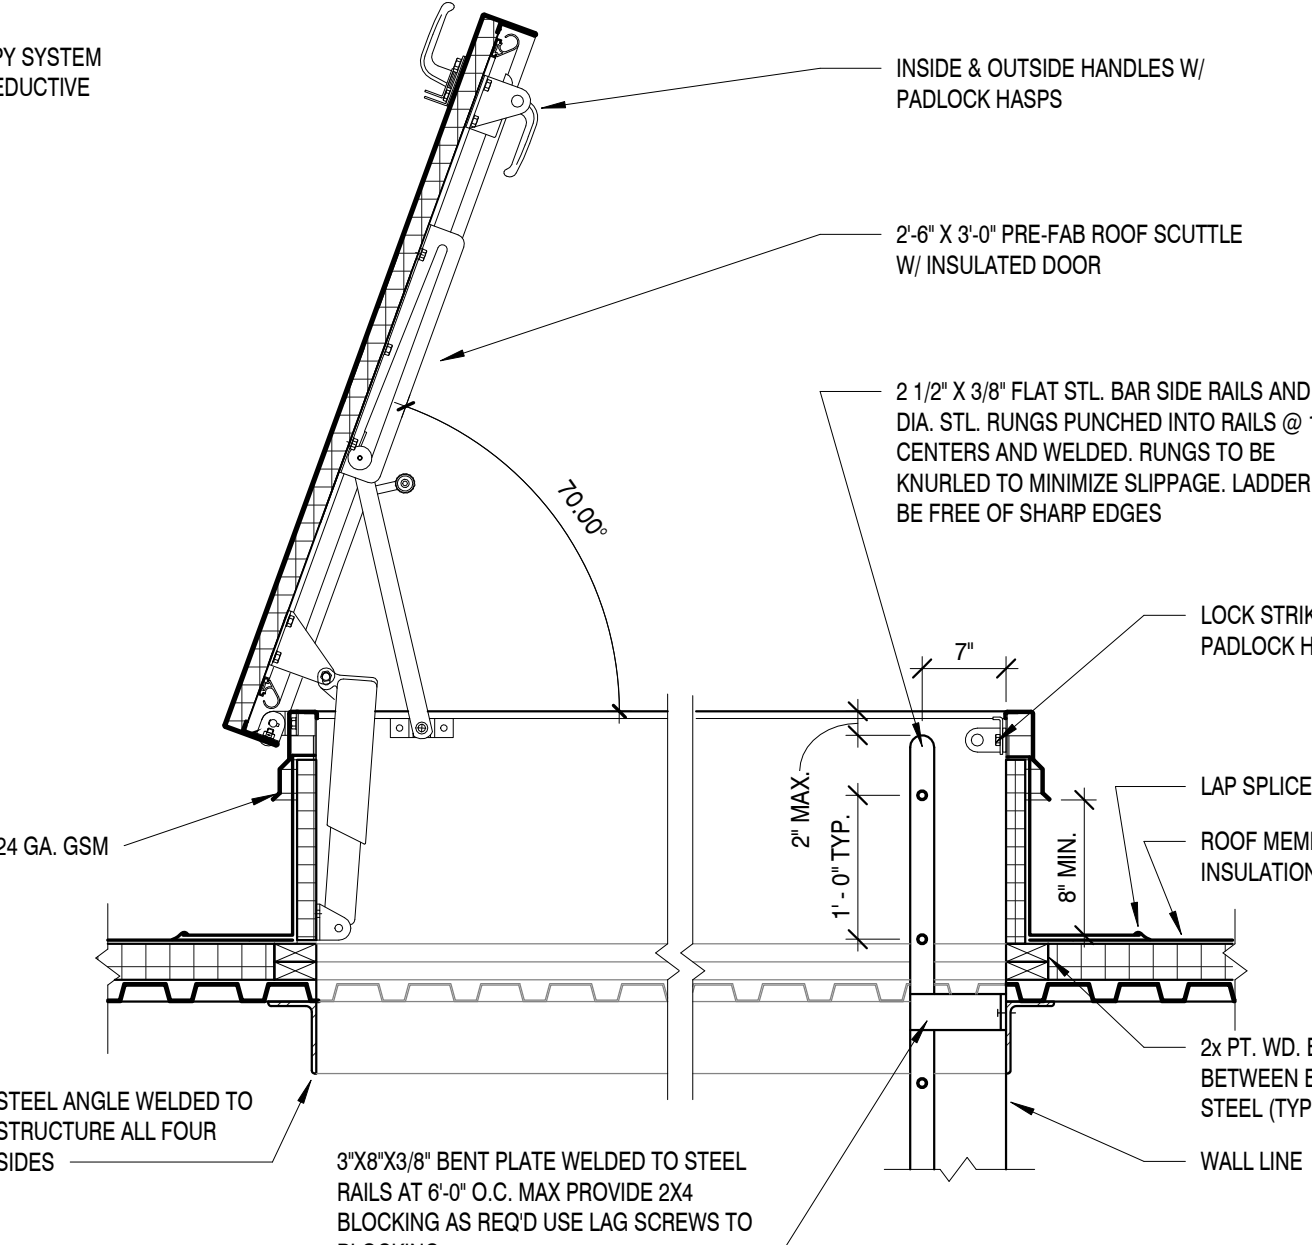 SYSTEM
INSIDE & OUTSIDE HANDLES W/
PADLOCK HASPS
2'-6" X 3'-0" PRE-FAB ROOF SCUTTLE
W/ INSULATED DOOR
2 1/2" X 3/8" FLAT STL. BAR SIDE RAILS AND
DIA. STL. RUNGS PUNCHED INTO RAILS @
CENTERS AND WELDED. RUNGS TO BE
KNURLED TO MINIMIZE SLIPPAGE. LADDER
BE FREE OF SHARP EDGES
70.00°
LOCK
PADLOCK
7"
2" MAX.
1' - 0" TYP.
8" MIN.
LAP SPLICE
ROOF
INSULATION
24 GA. GSM
2x PT. WD.
BETWEEN
STEEL (TYP
WALL LINE
STEEL ANGLE WELDED TO
STRUCTURE ALL FOUR
SIDES
3"X8"X3/8" BENT PLATE WELDED TO STEEL
RAILS AT 6'-0" O.C. MAX PROVIDE 2X4
BLOCKING AS REQ'D USE LAG SCREWS TO